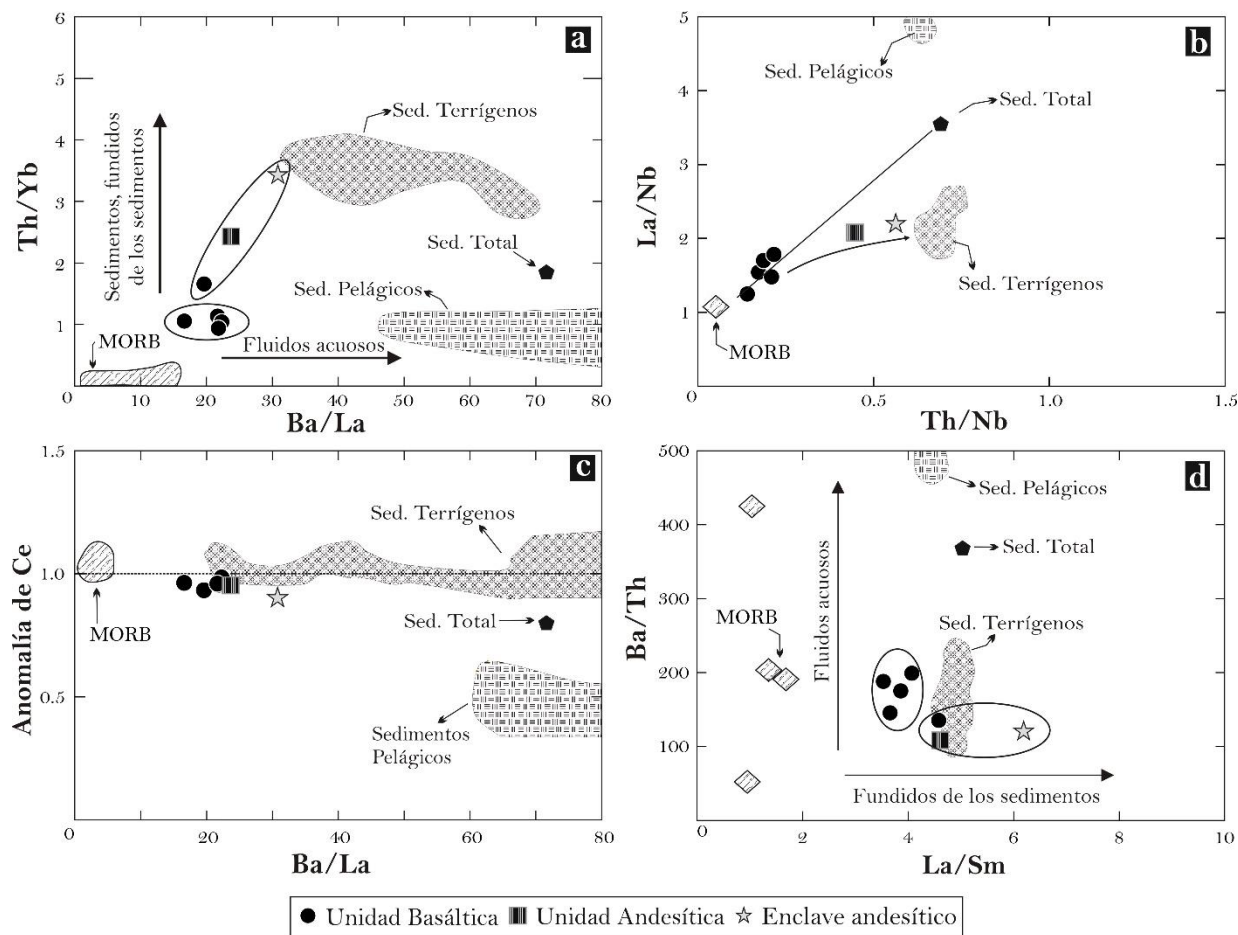 a
6
5
4
3
2
1
0
Th/Yb
Sedimentos, fundidos
de los sedimentos
Sed. Terrígenos
Sed. Total
Sed. Pelágicos
MORB
Fluidos acuosos
0 10 20 30 40 50 60 70 80
Ba/La
b
5
4
3
2
1
0
La/Nb
Sed. Pelágicos
Sed. Total
Sed. Terrígenos
MORB
0 0.5 1.0 1.5
Th/Nb
c
1.5
1.0
0.5
Anomalía de Ce
Sed. Terrígenos
MORB
Sed. Total
Sedimentos
Pelágicos
0 20 40 60 80
Ba/La
d
500
400
300
200
100
Ba/Th
Sed. Pelágicos
Sed. Total
Fluidos acuosos
MORB
Sed. Terrígenos
Fundidos de los sedimentos
0 2 4 6 8 10
La/Sm
Unidad Basáltica Unidad Andesítica Enclave andesítico